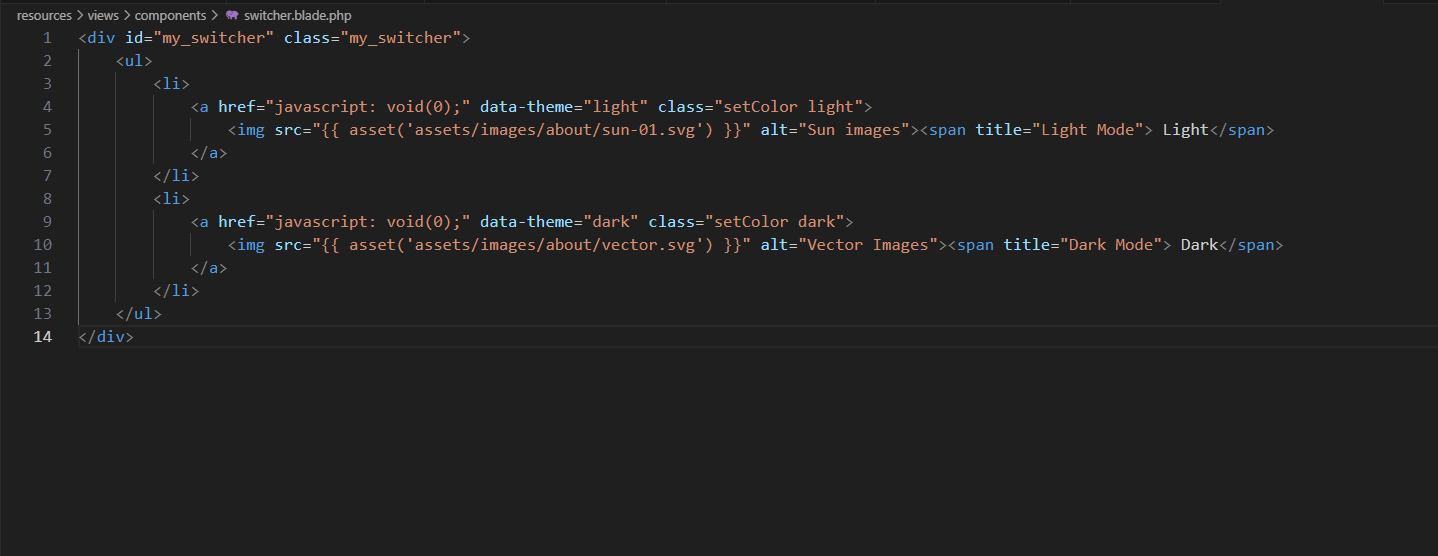 resources > views > components > switcher.blade.php
1 <div id="my_switcher" class="my_switcher">
2     <ul>
3         <li>
4             <a href="javascript: void(0);" data-theme="light" class="setColor light">
5                 <img src="{{ asset('assets/images/about/sun-01.svg') }}" alt="Sun images"><span title="Light Mode"> Light</span>
6             </a>
7         </li>
8         <li>
9             <a href="javascript: void(0);" data-theme="dark" class="setColor dark">
10                 <img src="{{ asset('assets/images/about/vector.svg') }}" alt="Vector Images"><span title="Dark Mode"> Dark</span>
11             </a>
12         </li>
13     </ul>
14 </div>